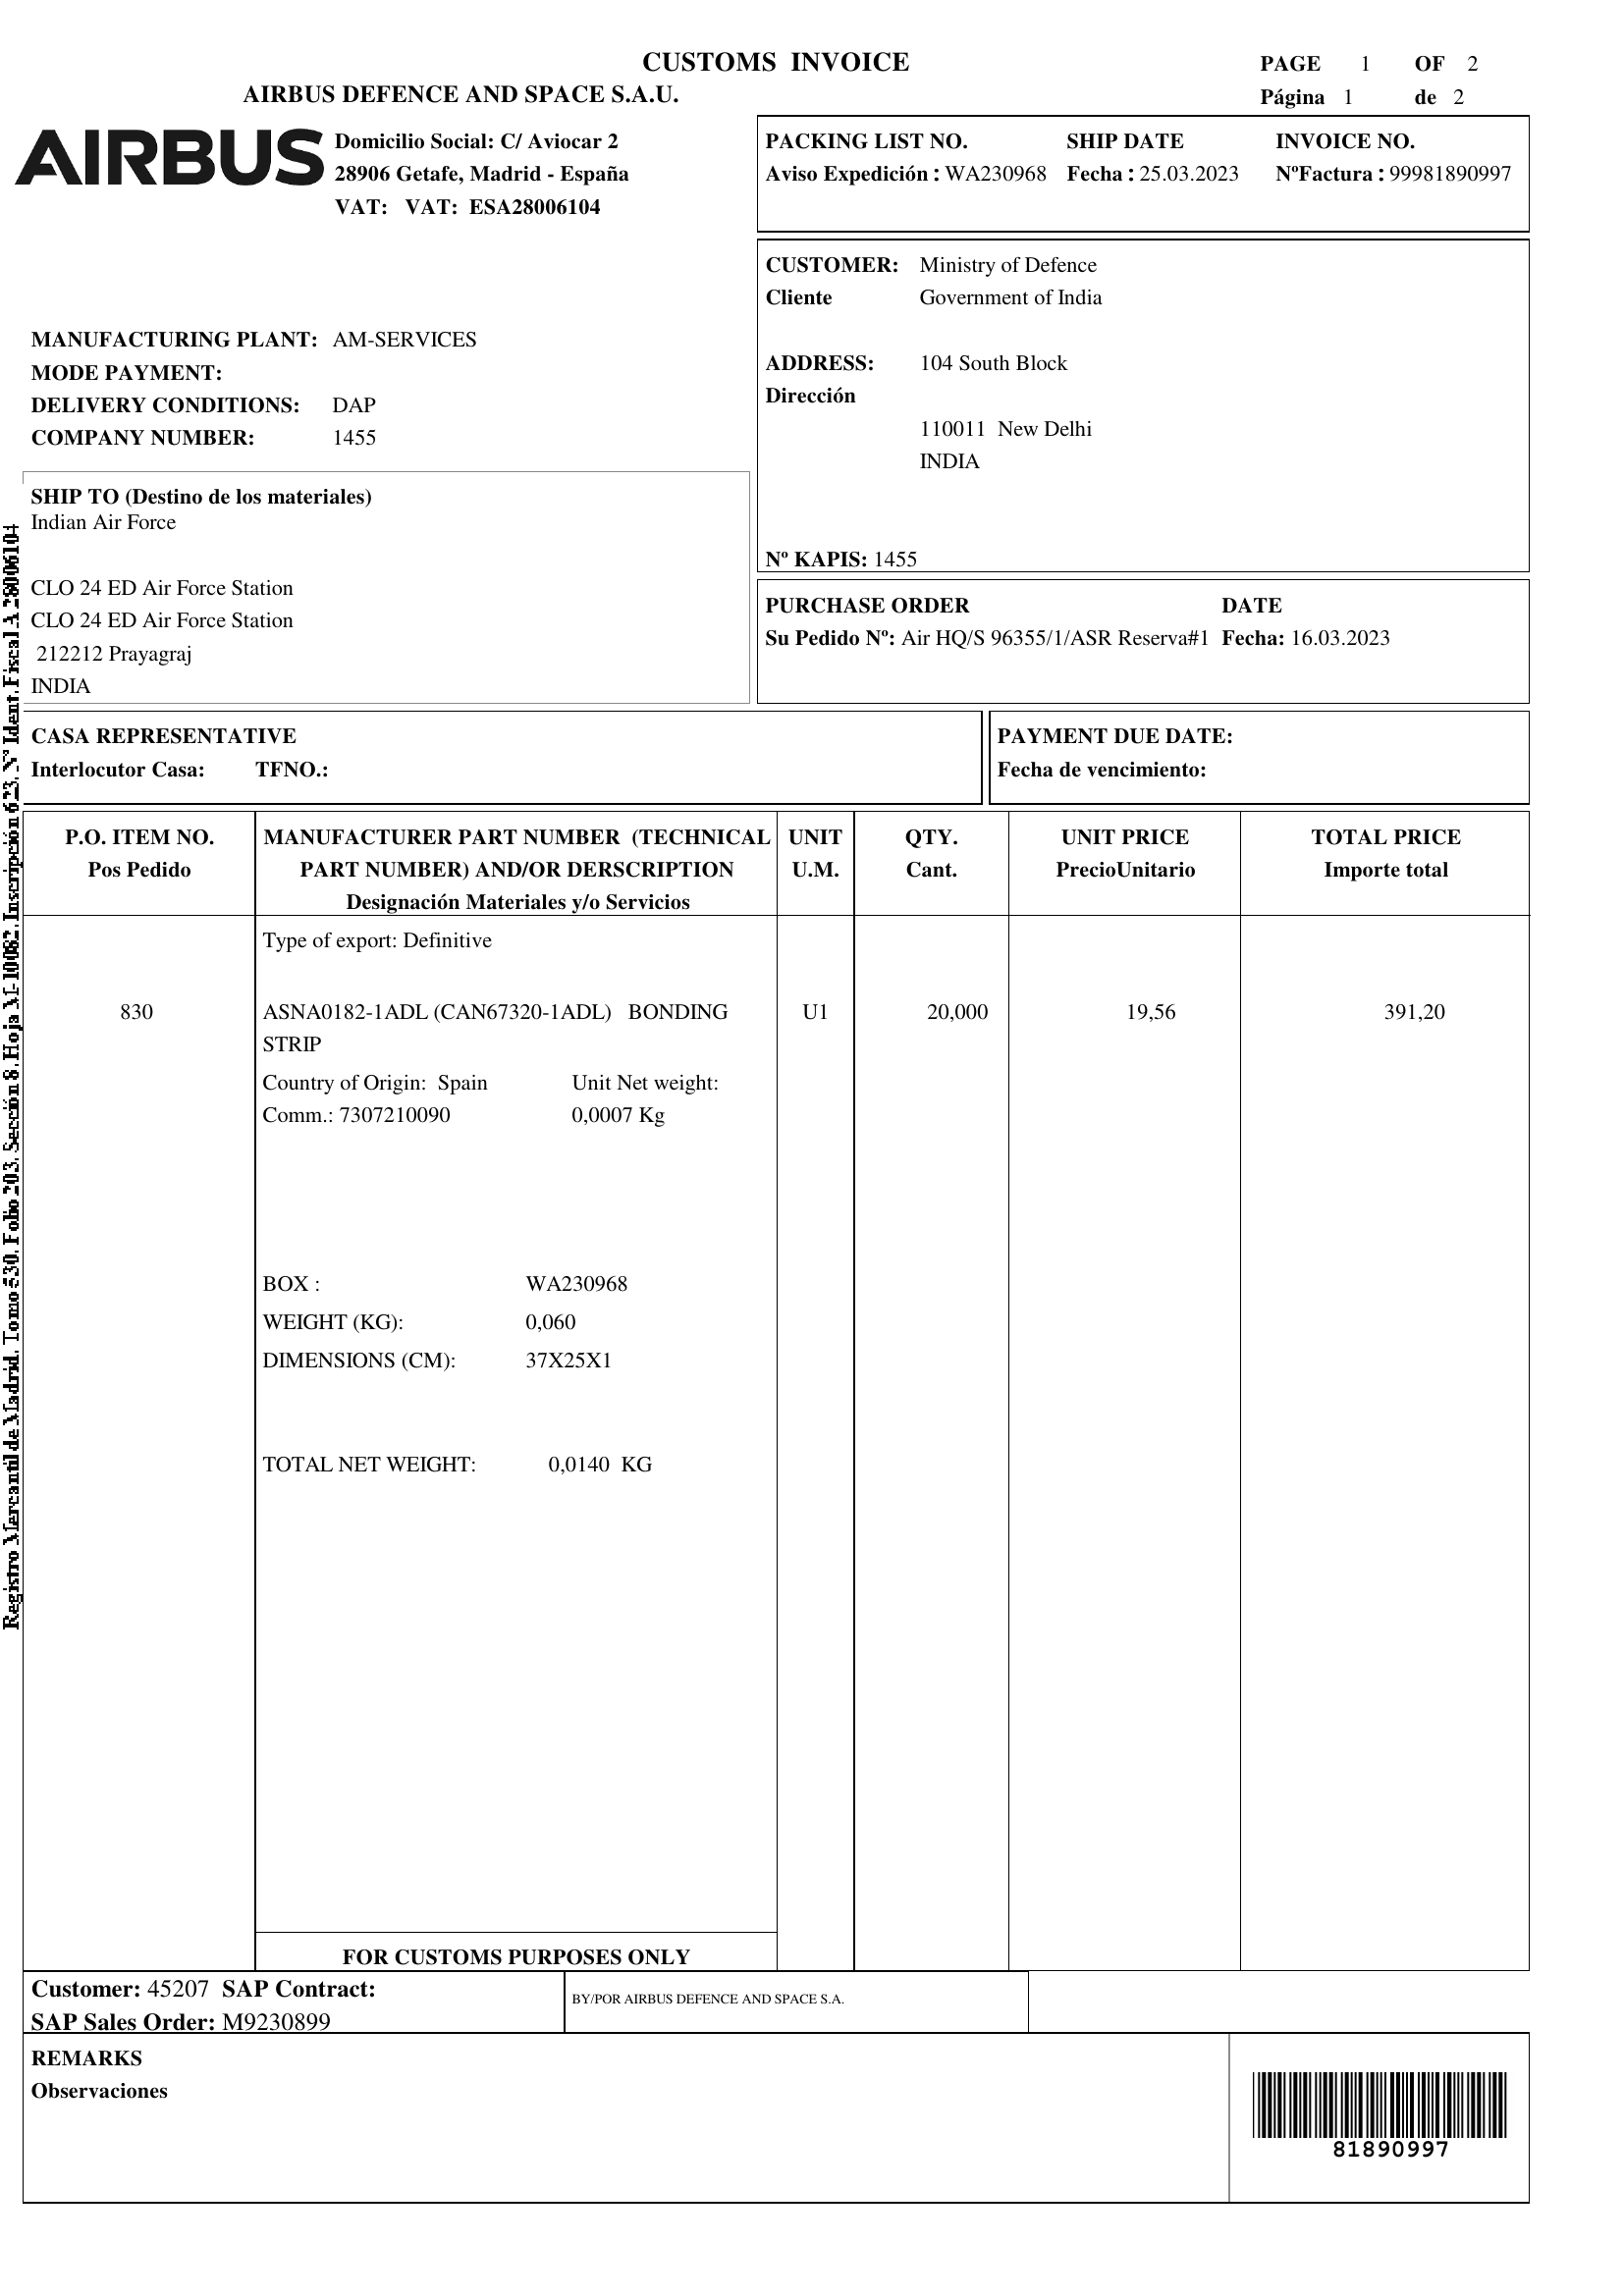 CUSTOMS  INVOICE
PAGE 1 OF 2
AIRBUS DEFENCE AND SPACE S.A.U.
Página 1 de 2
AIRBUS
Domicilio Social: C/ Aviocar 2
28906 Getafe, Madrid - España
VAT:   VAT:  ESA28006104
PACKING LIST NO. SHIP DATE INVOICE NO.
Aviso Expedición : WA230968 Fecha : 25.03.2023 NºFactura : 99981890997
CUSTOMER: Ministry of Defence
Cliente Government of India
ADDRESS: 104 South Block
Dirección
110011  New Delhi
INDIA
Nº KAPIS: 1455
MANUFACTURING PLANT: AM-SERVICES
MODE PAYMENT:
DELIVERY CONDITIONS: DAP
COMPANY NUMBER: 1455
SHIP TO (Destino de los materiales)
Indian Air Force
CLO 24 ED Air Force Station
CLO 24 ED Air Force Station
212212 Prayagraj
INDIA
PURCHASE ORDER DATE
Su Pedido Nº: Air HQ/S 96355/1/ASR Reserva#1 Fecha: 16.03.2023
CASA REPRESENTATIVE
Interlocutor Casa: TFNO.:
PAYMENT DUE DATE:
Fecha de vencimiento:
P.O. ITEM NO. MANUFACTURER PART NUMBER  (TECHNICAL UNIT QTY. UNIT PRICE TOTAL PRICE
Pos Pedido PART NUMBER) AND/OR DERSCRIPTION U.M. Cant. PrecioUnitario Importe total
Designación Materiales y/o Servicios
Type of export: Definitive
830 ASNA0182-1ADL (CAN67320-1ADL)   BONDING U1 20,000 19,56 391,20
STRIP
Country of Origin:  Spain Unit Net weight:
Comm.: 7307210090 0,0007 Kg
BOX : WA230968
WEIGHT (KG): 0,060
DIMENSIONS (CM): 37X25X1
TOTAL NET WEIGHT: 0,0140  KG
FOR CUSTOMS PURPOSES ONLY
Customer: 45207  SAP Contract:
SAP Sales Order: M9230899
BY/POR AIRBUS DEFENCE AND SPACE S.A.
REMARKS
Observaciones
81890997
Registro Mercantil de Madrid, Tomo 530, Folio 203, Sección 8, Hoja M-10082, Inscripción 623, Nº Ident. Fiscal A 28006104